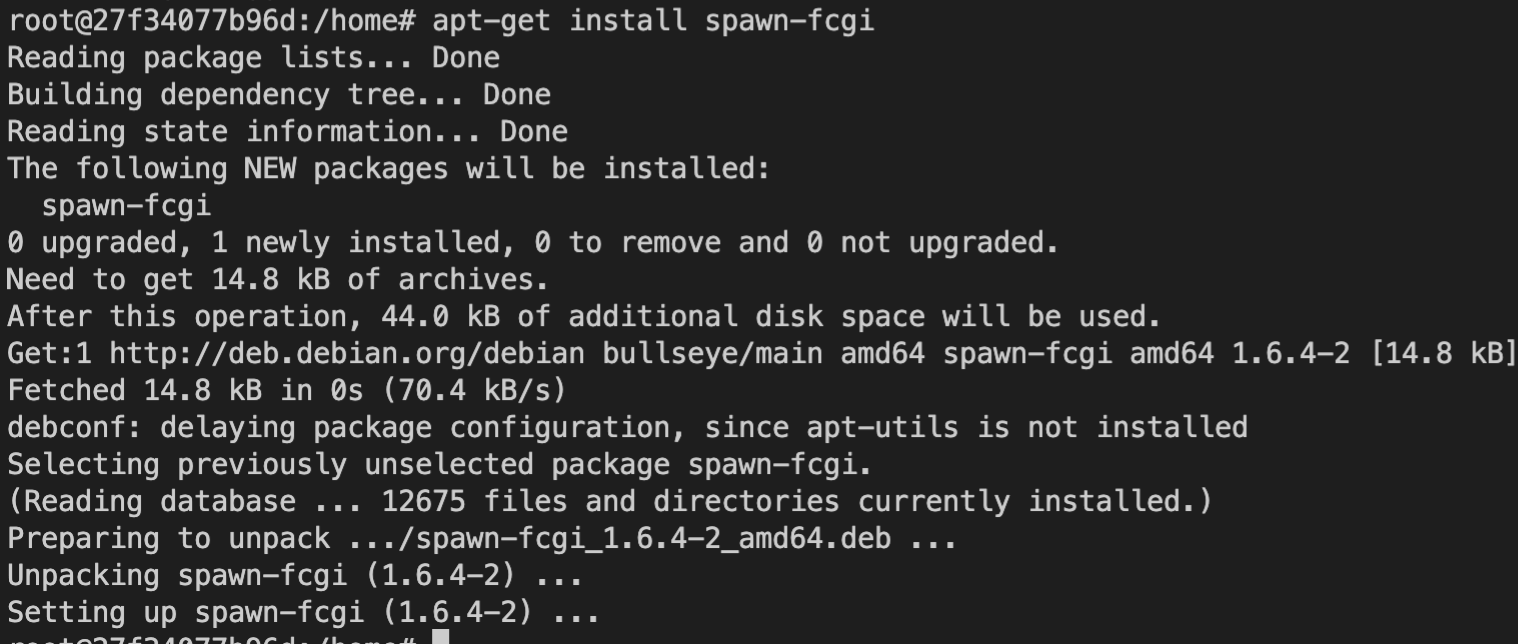 root@27f34077b96d:/home# apt-get install spawn-fcgi
Reading package lists... Done
Building dependency tree... Done
Reading state information... Done
The following NEW packages will be installed:
  spawn-fcgi
0 upgraded, 1 newly installed, 0 to remove and 0 not upgraded.
Need to get 14.8 kB of archives.
After this operation, 44.0 kB of additional disk space will be used.
Get:1 http://deb.debian.org/debian bullseye/main amd64 spawn-fcgi amd64 1.6.4-2 [14.8 kB]
Fetched 14.8 kB in 0s (70.4 kB/s)
debconf: delaying package configuration, since apt-utils is not installed
Selecting previously unselected package spawn-fcgi.
(Reading database ... 12675 files and directories currently installed.)
Preparing to unpack .../spawn-fcgi_1.6.4-2_amd64.deb ...
Unpacking spawn-fcgi (1.6.4-2) ...
Setting up spawn-fcgi (1.6.4-2) ...
root@27f34077b96d:/home#